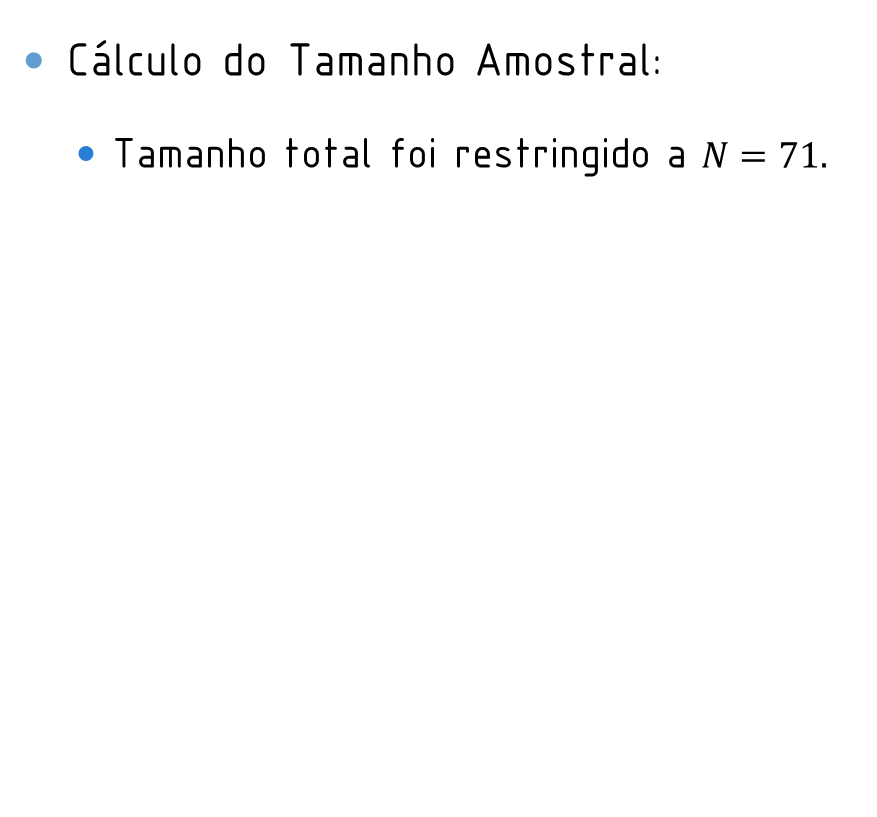 • Cálculo do Tamanho Amostral:
• Tamanho total foi restringido a N = 71.